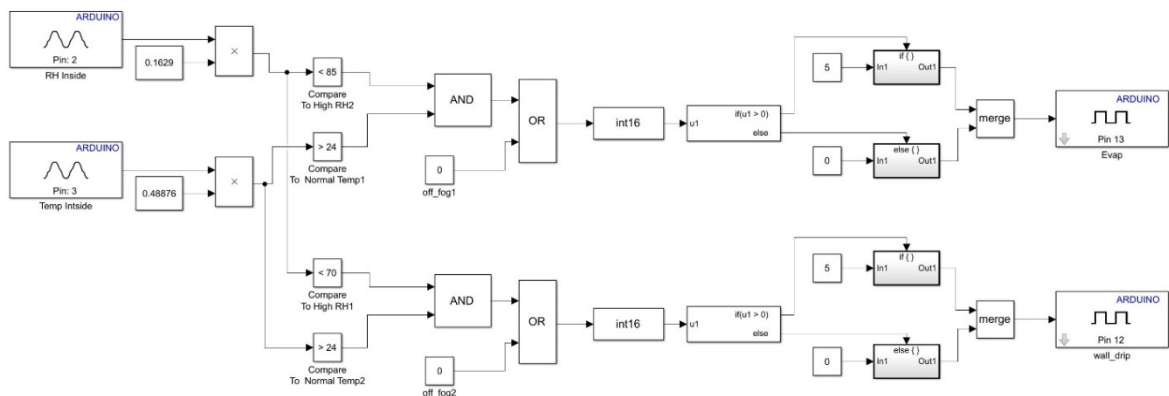 ARDUINO
Pin: 2
RH Inside
0.1629
×
< 85
Compare
To High RH2
AND
OR
int16
u1
if(u1 > 0)
else
5
if { }
In1
Out1
merge
ARDUINO
Pin 13
Evap
ARDUINO
Pin: 3
Temp Intside
0.48876
×
> 24
Compare
To Normal Temp1
0
off_fog1
0
else { }
In1
Out1
< 70
Compare
To High RH1
AND
OR
int16
u1
if(u1 > 0)
else
5
if { }
In1
Out1
merge
ARDUINO
Pin 12
wall_drip
> 24
Compare
To Normal Temp2
0
off_fog2
0
else { }
In1
Out1